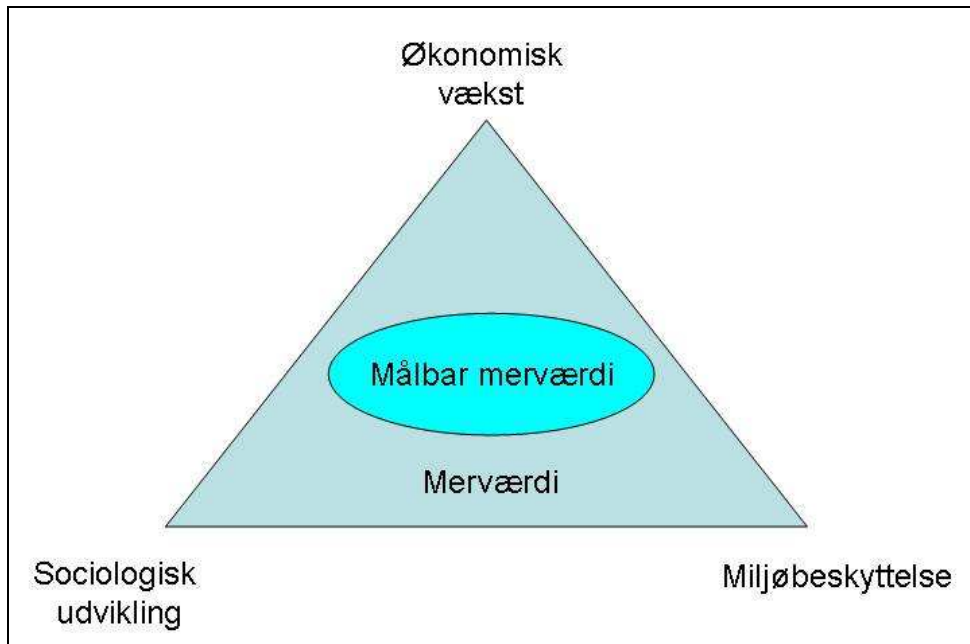 Økonomisk
vækst
Målbar merværdi
Merværdi
Sociologisk
udvikling
Miljøbeskyttelse